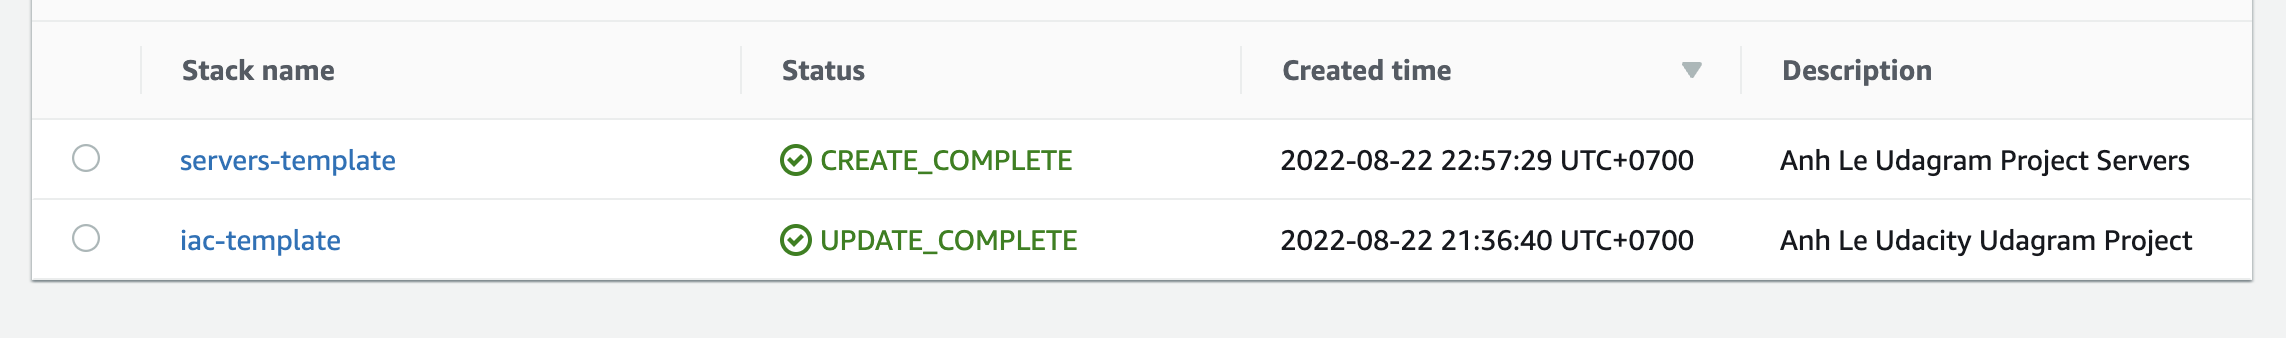 Stack name Status Created time Description
servers-template CREATE_COMPLETE 2022-08-22 22:57:29 UTC+0700 Anh Le Udagram Project Servers
iac-template UPDATE_COMPLETE 2022-08-22 21:36:40 UTC+0700 Anh Le Udacity Udagram Project